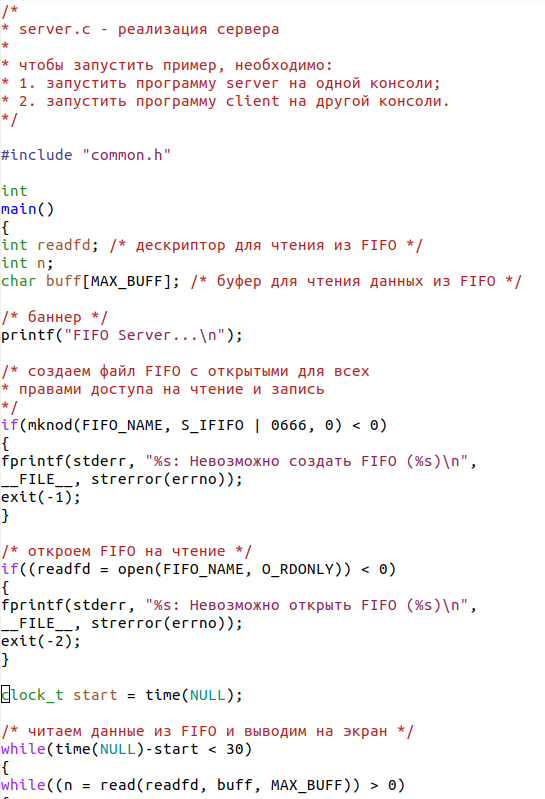 /*
* server.c - реализация сервера
*
* чтобы запустить пример, необходимо:
* 1. запустить программу server на одной консоли;
* 2. запустить программу client на другой консоли.
*/
#include "common.h"
int
main()
{
int readfd; /* дескриптор для чтения из FIFO */
int n;
char buff[MAX_BUFF]; /* буфер для чтения данных из FIFO */
/* баннер */
printf("FIFO Server...\n");
/* создаем файл FIFO с открытыми для всех
* правами доступа на чтение и запись
*/
if(mknod(FIFO_NAME, S_IFIFO | 0666, 0) < 0)
{
fprintf(stderr, "%s: Невозможно создать FIFO (%s)\n",
__FILE__, strerror(errno));
exit(-1);
}
/* откроем FIFO на чтение */
if((readfd = open(FIFO_NAME, O_RDONLY)) < 0)
{
fprintf(stderr, "%s: Невозможно открыть FIFO (%s)\n",
__FILE__, strerror(errno));
exit(-2);
}
clock_t start = time(NULL);
/* читаем данные из FIFO и выводим на экран */
while(time(NULL)-start < 30)
{
while((n = read(readfd, buff, MAX_BUFF)) > 0)